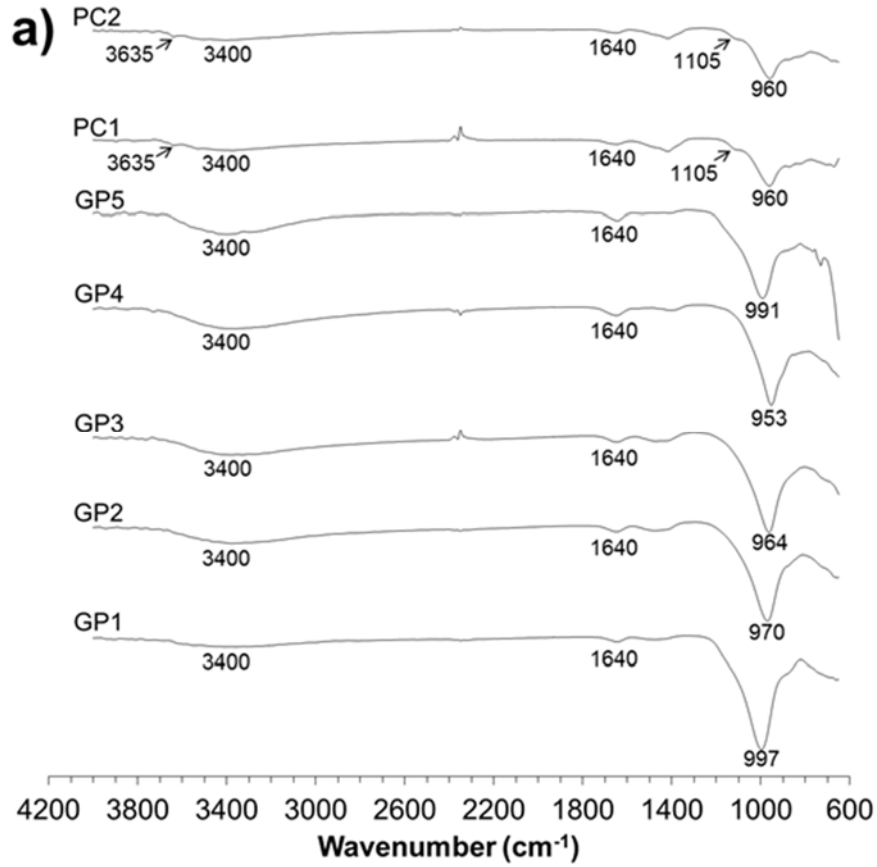 a)
PC2
3635 3400 1640 1105 960
PC1
3635 3400 1640 1105 960
GP5
3400 1640 991
GP4
3400 1640 953
GP3
3400 1640 964
GP2
3400 1640 970
GP1
3400 1640 997
4200 3800 3400 3000 2600 2200 1800 1400 1000 600
Wavenumber (cm-1)